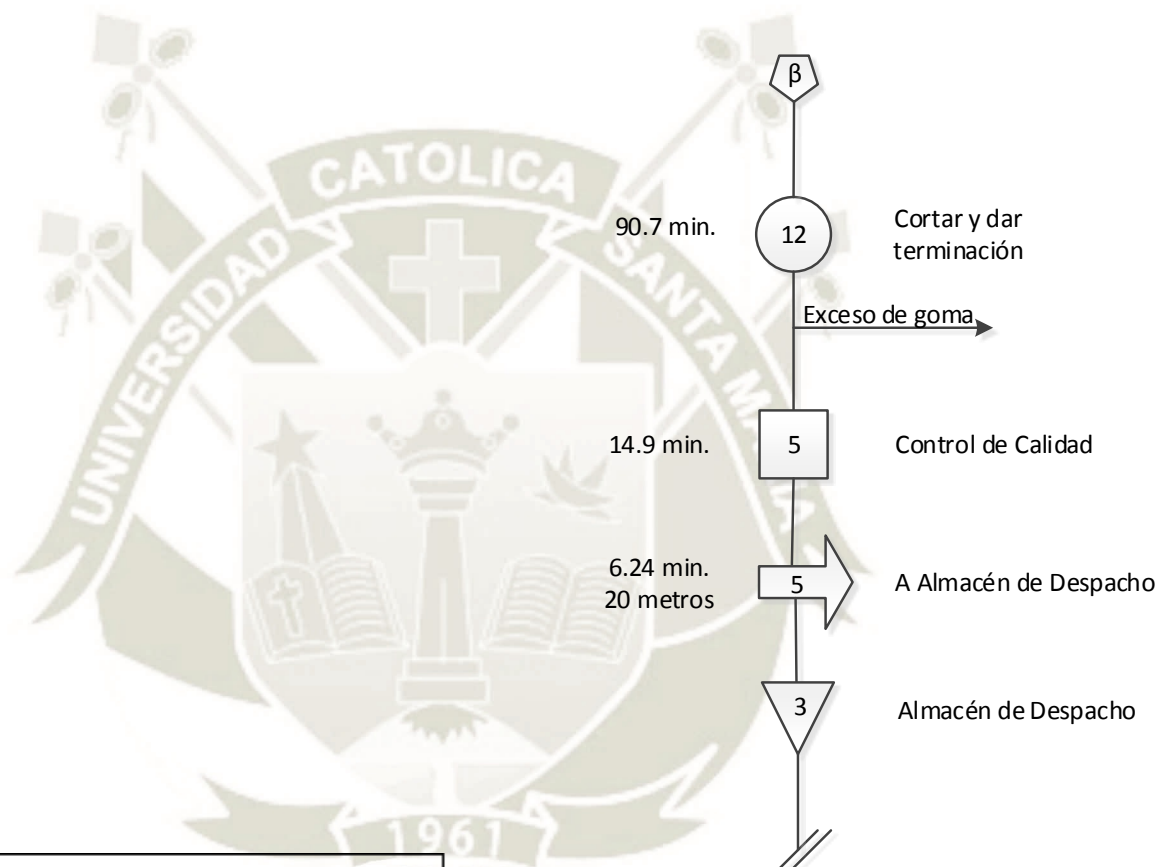 β
90.7 min.
12
Cortar y dar
terminación
Exceso de goma
14.9 min.
5
Control de Calidad
6.24 min.
20 metros
5
A Almacén de Despacho
3
Almacén de Despacho
UNIVERSIDAD CATOLICA SANTA MARIA
1961